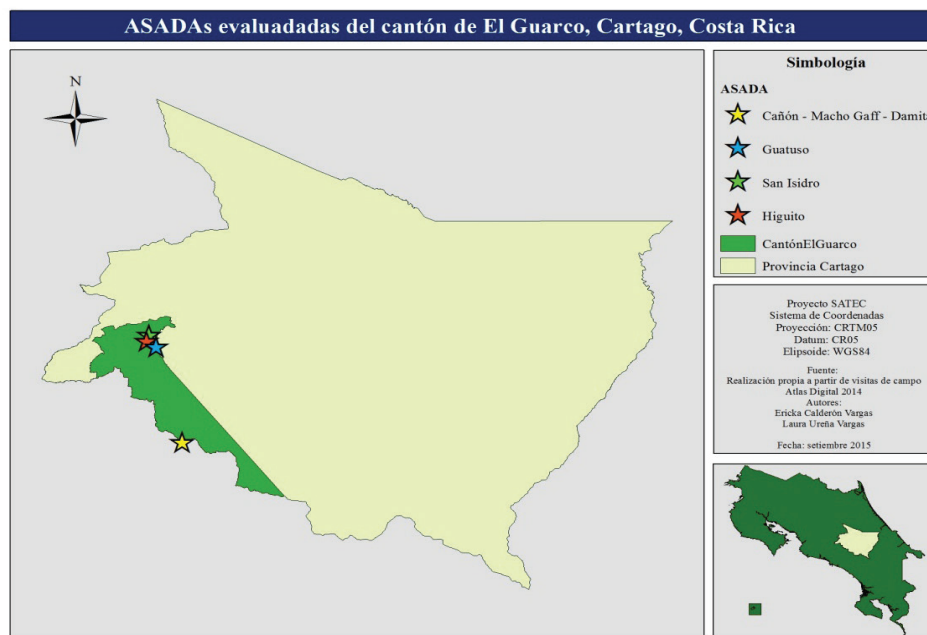 ASADAs evaluadadas del cantón de El Guarco, Cartago, Costa Rica
N
Simbología
ASADA
Cañón - Macho Gaff - Damita
Guatuso
San Isidro
Higuito
CantónElGuarco
Provincia Cartago
Proyecto SATEC
Sistema de Coordenadas
Proyección: CRTM05
Datum: CR05
Elipsoide: WGS84
Fuente:
Realización propia a partir de visitas de campo
Atlas Digital 2014
Autores:
Ericka Calderón Vargas
Laura Ureña Vargas
Fecha: setiembre 2015